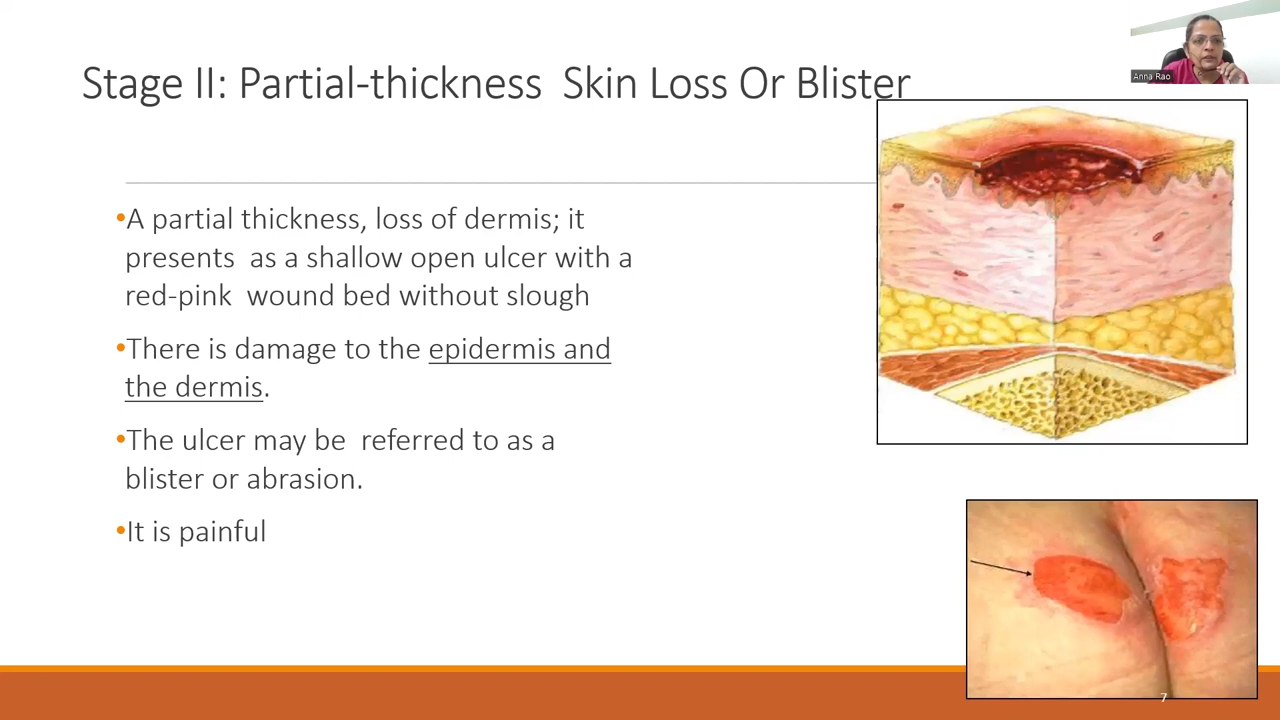 Anna Rao
Stage II: Partial-thickness  Skin Loss Or Blister
•A partial thickness, loss of dermis; it
presents  as a shallow open ulcer with a
red-pink  wound bed without slough
•There is damage to the epidermis and
the dermis.
•The ulcer may be  referred to as a
blister or abrasion.
•It is painful
7